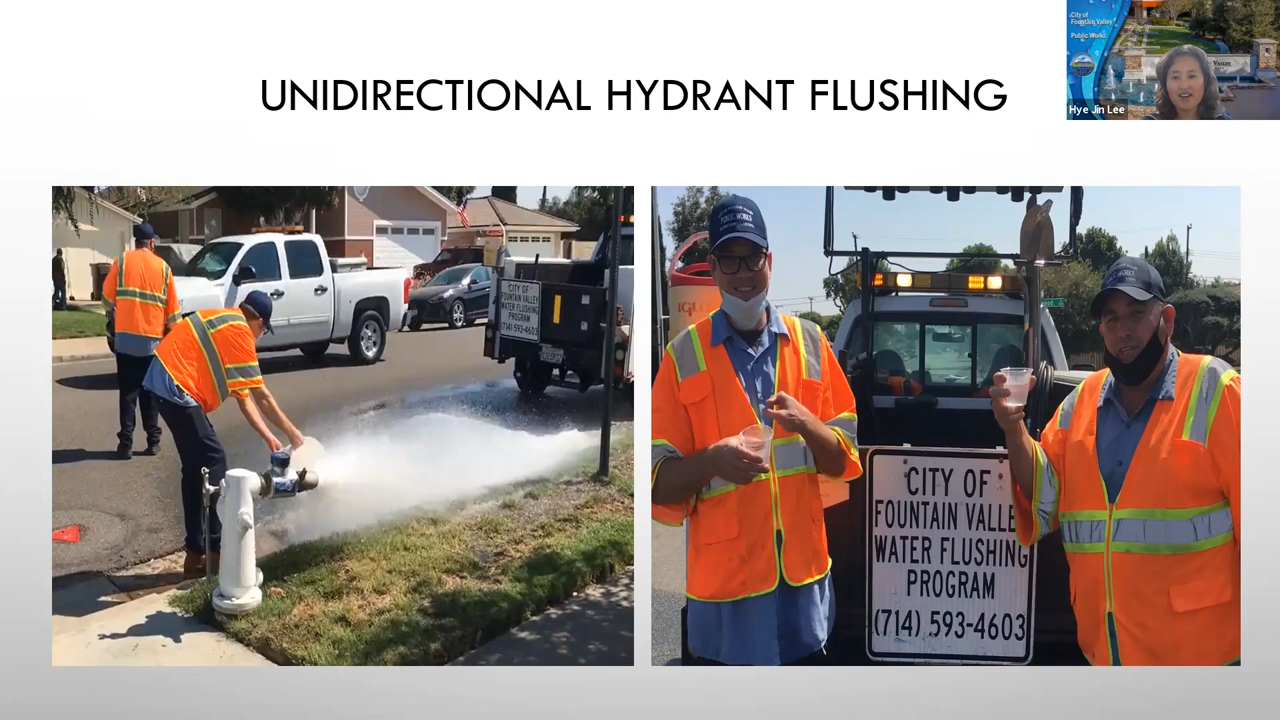 UNIDIRECTIONAL HYDRANT FLUSHING
City of
Fountain Valley
Public Works
Hye Jin Lee
CITY OF
FOUNTAIN VALLEY
WATER FLUSHING
PROGRAM
(714) 593-4603
PUBLIC WORKS
IGLO
CITY OF
FOUNTAIN VALLE
WATER FLUSHING
PROGRAM
(714) 593-4603